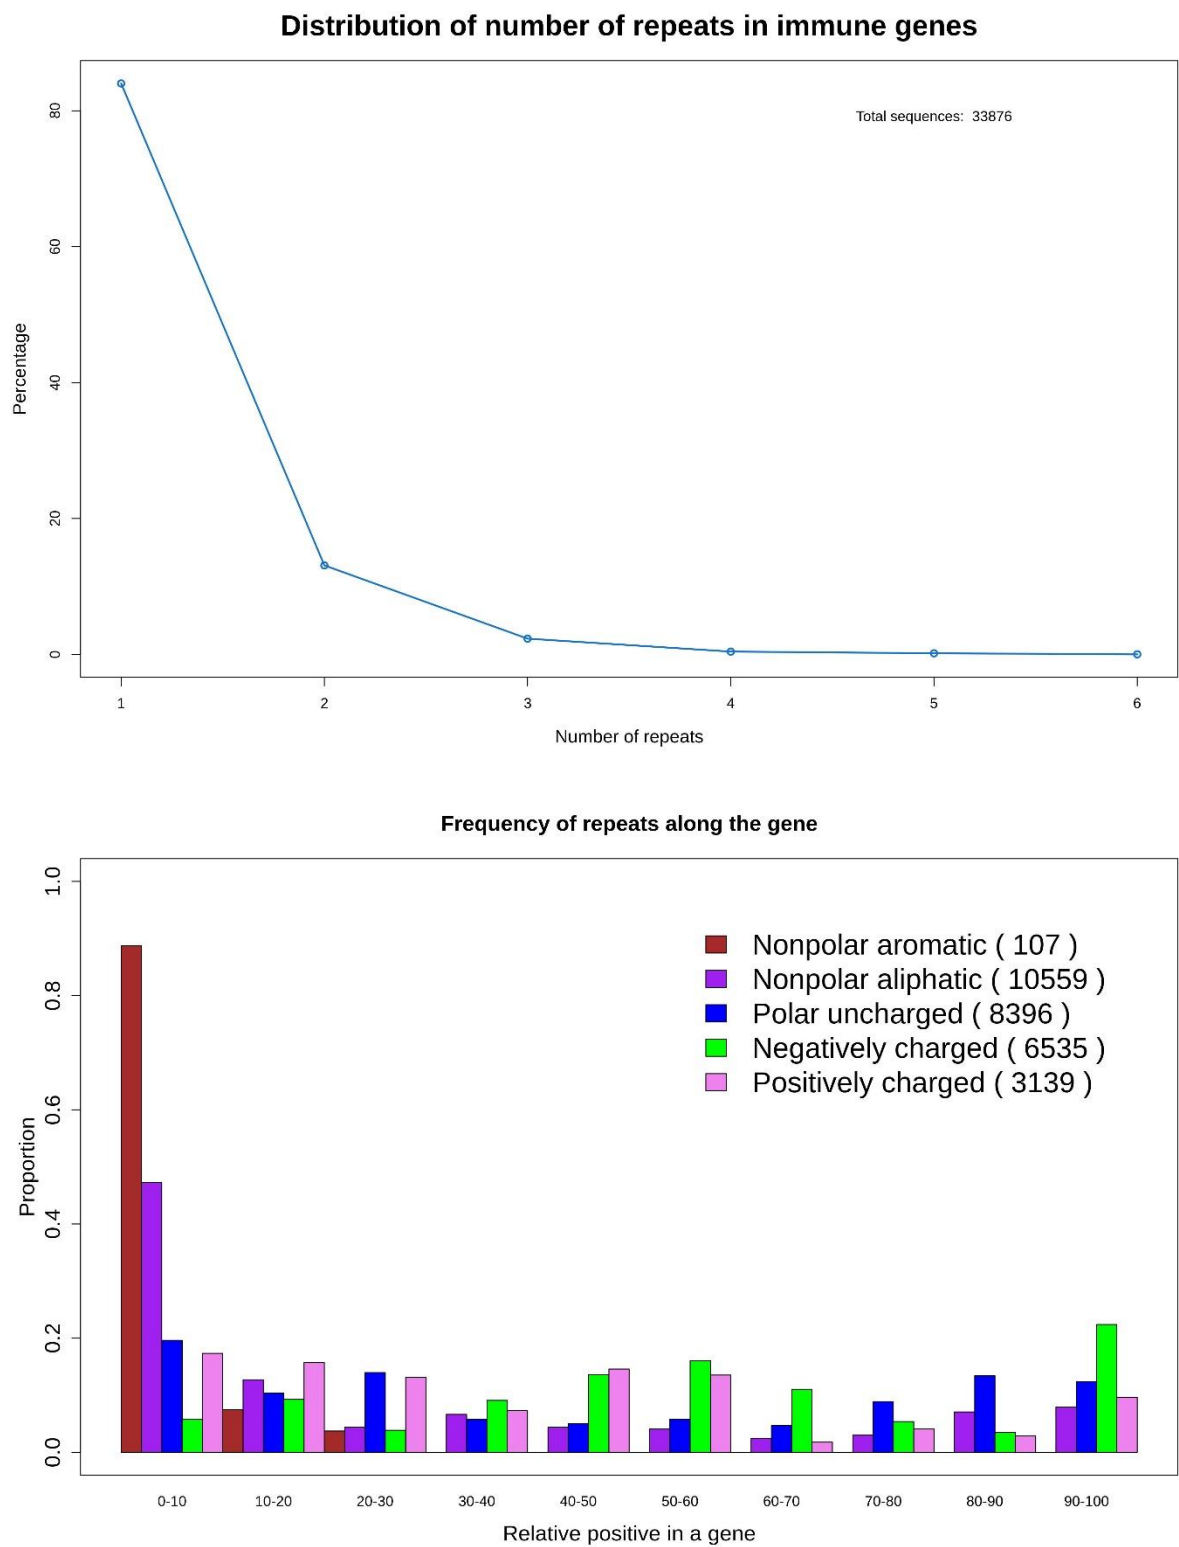 Distribution of number of repeats in immune genes
80
60
40
20
0
Percentage
Total sequences:  33876
1 2 3 4 5 6
Number of repeats
Frequency of repeats along the gene
1.0
0.8
0.6
0.4
0.2
0.0
Proportion
Nonpolar aromatic ( 107 )
Nonpolar aliphatic ( 10559 )
Polar uncharged ( 8396 )
Negatively charged ( 6535 )
Positively charged ( 3139 )
0-10 10-20 20-30 30-40 40-50 50-60 60-70 70-80 80-90 90-100
Relative positive in a gene